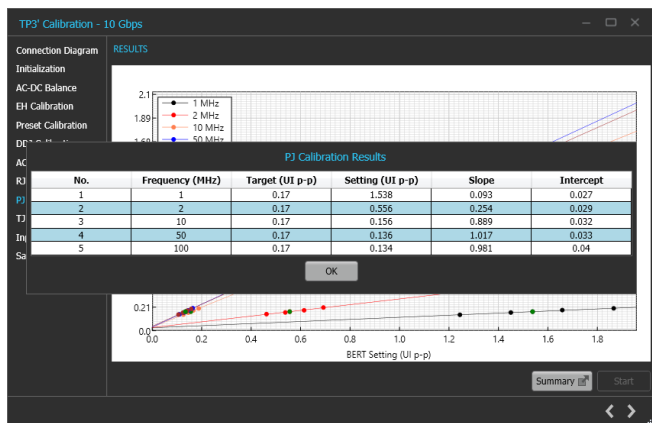 TP3' Calibration - 10 Gbps
Connection Diagram
Initialization
AC-DC Balance
EH Calibration
Preset Calibration
RESULTS
2.1
1.89
1 MHz
2 MHz
10 MHz
50 MHz
PJ Calibration Results
No. Frequency (MHz) Target (UI p-p) Setting (UI p-p) Slope Intercept
1 1 0.17 1.538 0.093 0.027
2 2 0.17 0.556 0.254 0.029
3 10 0.17 0.156 0.889 0.032
4 50 0.17 0.136 1.017 0.033
5 100 0.17 0.134 0.981 0.04
OK
AC
RJ
PJ
TJ
In
Sa
0.21
0.0
0.0 0.2 0.4 0.6 0.8 1.0 1.2 1.4 1.6 1.8
BERT Setting (UI p-p)
Summary
Start